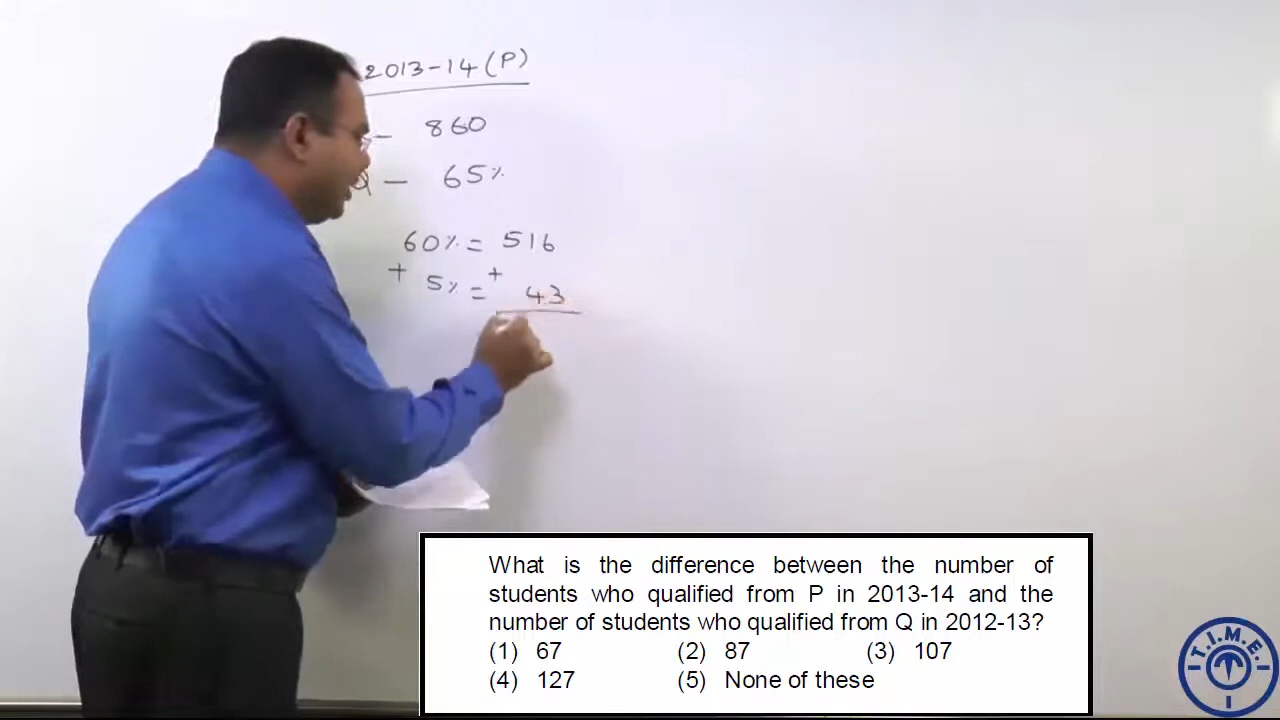 2013-14 (P)
- 860
Q - 65%
60% = 516
+ 5% = + 43
What is the difference between the number of
students who qualified from P in 2013-14 and the
number of students who qualified from Q in 2012-13?
(1) 67 (2) 87 (3) 107
(4) 127 (5) None of these
T.I.M.E.